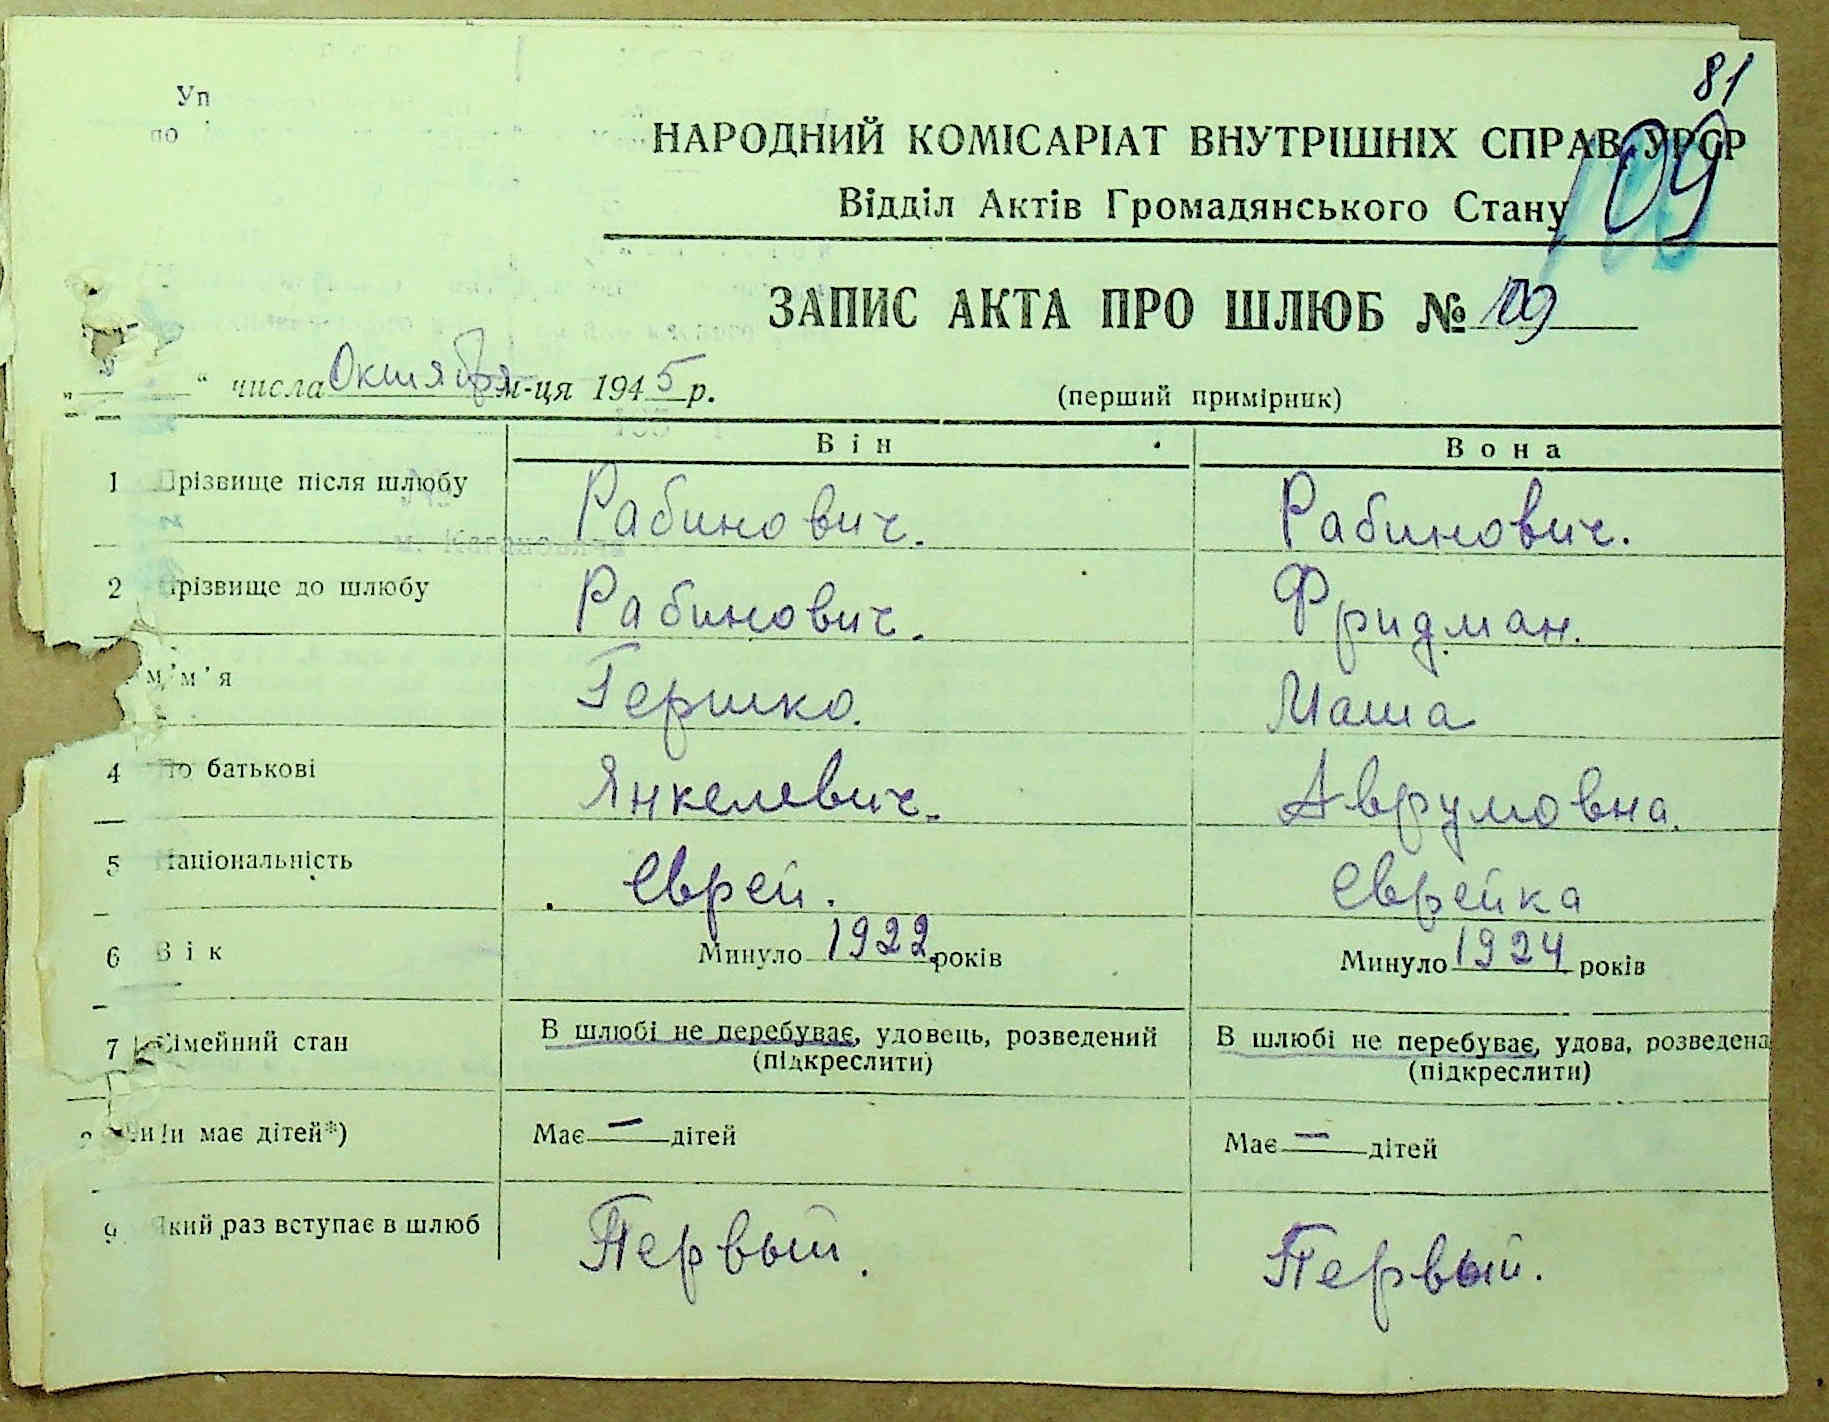 81
Уп
по
НАРОДНИЙ КОМІСАРІАТ ВНУТРІШНІХ СПРАВ УРСР
109
Відділ Актів Громадянського Стану
ЗАПИС АКТА ПРО ШЛЮБ № 109
„ “ числа Октября м-ця 1945 р. (перший примірник)
Він Вона
1 Прізвище після шлюбу Рабинович. Рабинович.
2 Прізвище до шлюбу Рабинович. Фридман.
м'я Гершко. Маша
4 По батькові Янкелевич. Аврумовна.
5 Національність Еврей. Еврейка
6 Вік Минуло 1922 років Минуло 1924 років
7 Сімейний стан В шлюбі не перебуває, удовець, розведений В шлюбі не перебуває, удова, розведена
(підкреслити) (підкреслити)
має дітей*) Має — дітей Має — дітей
9 Який раз вступає в шлюб Первый. Первый.